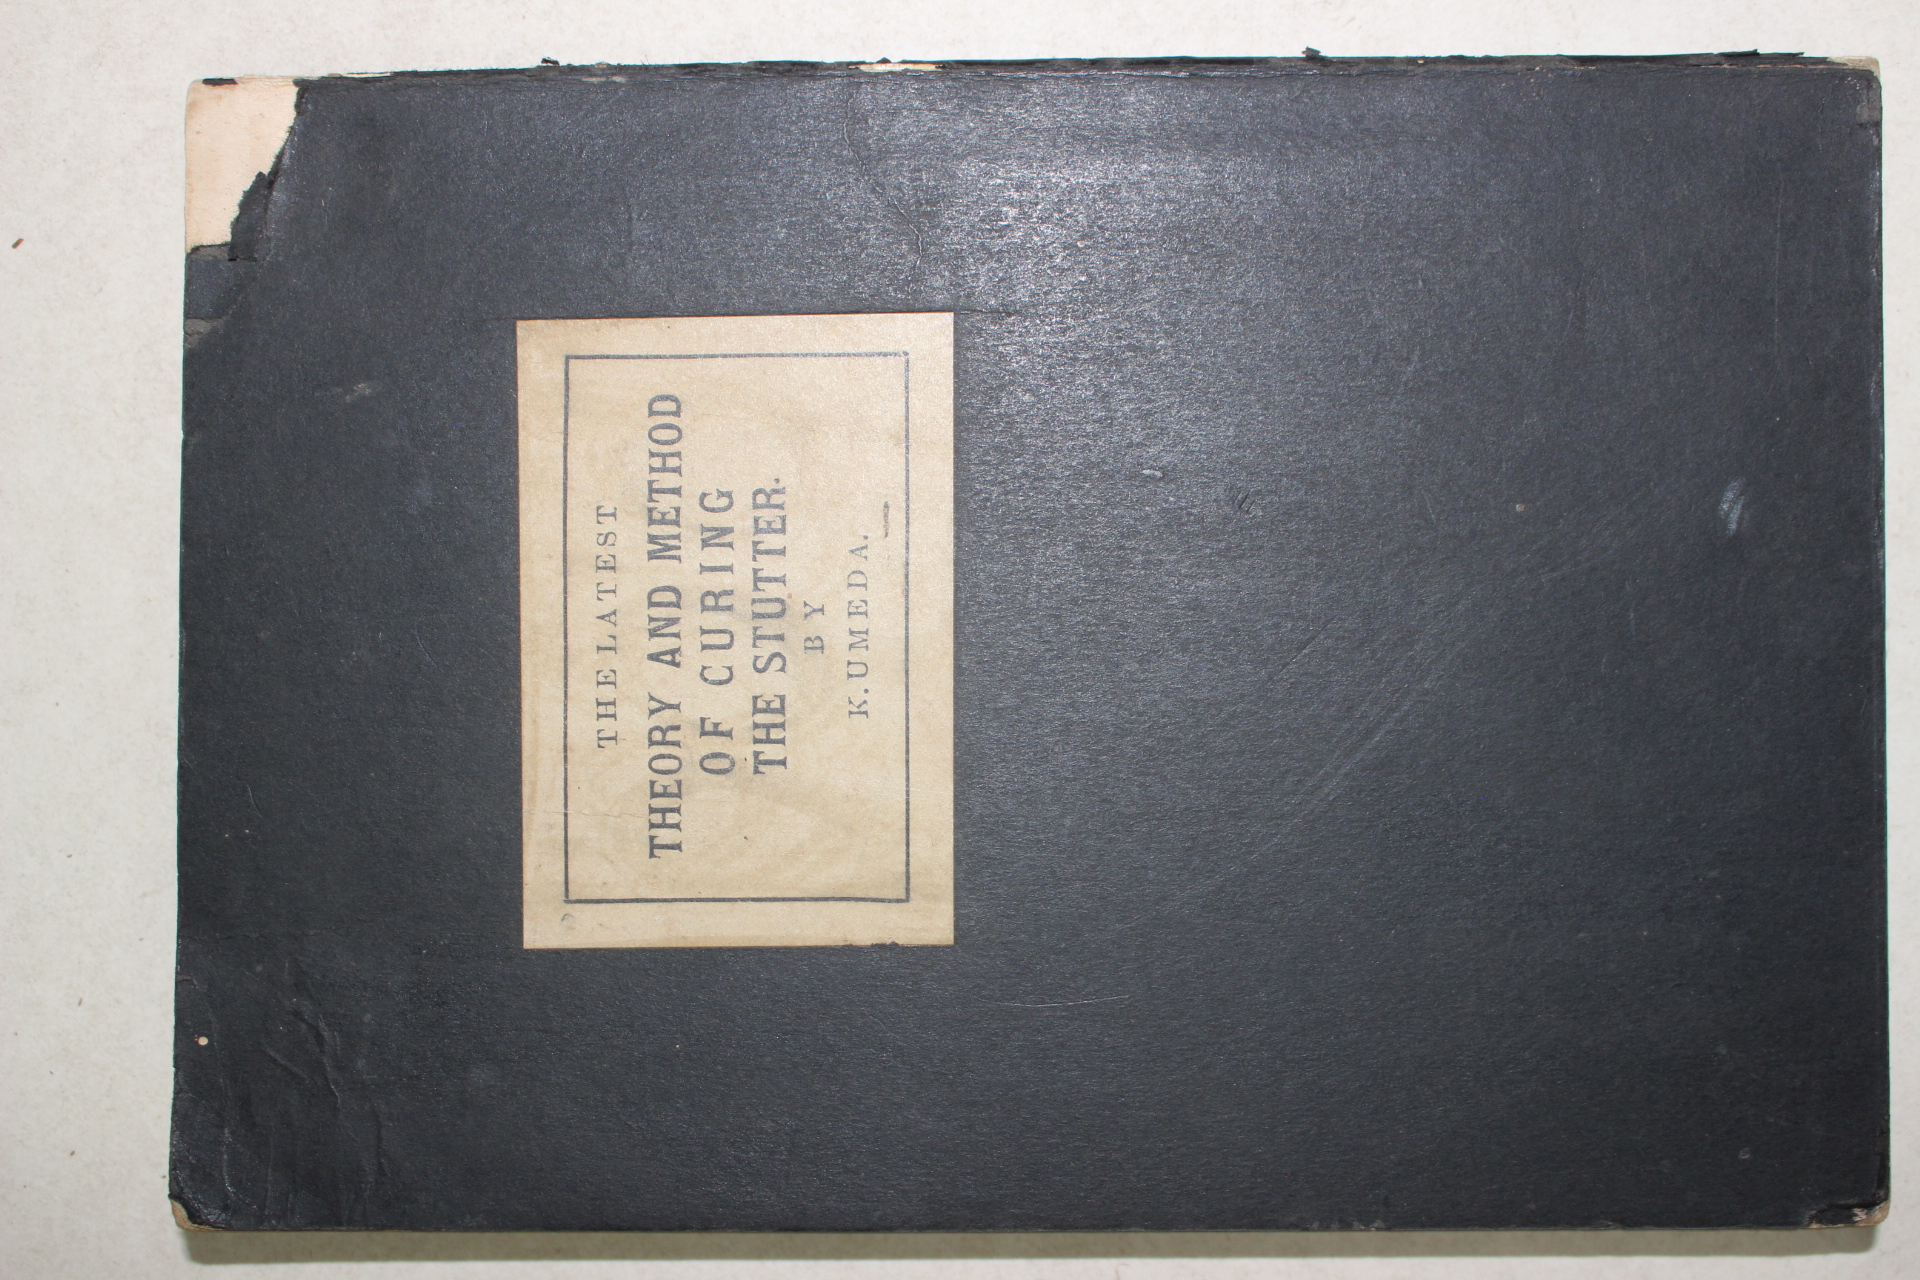 THE LATEST
THEORY AND METHOD
OF CURING
THE STUTTER.
BY
K. UMEDA.